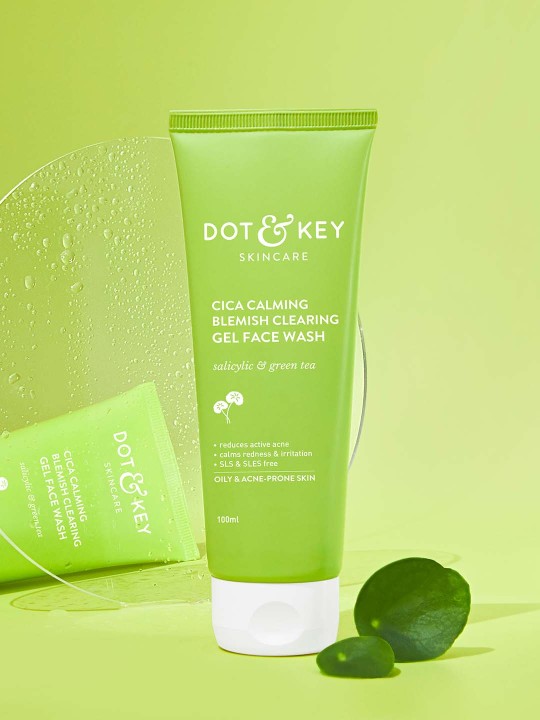 DOT & KEY
SKINCARE
CICA CALMING
BLEMISH CLEARING
GEL FACE WASH
salicylic & green tea
• reduces active acne
• calms redness & irritation
• SLS & SLES free
OILY & ACNE-PRONE SKIN
100ml
DOT & KEY
SKINCARE
CICA CALMING
BLEMISH CLEARING
GEL FACE WASH
salicylic & green tea